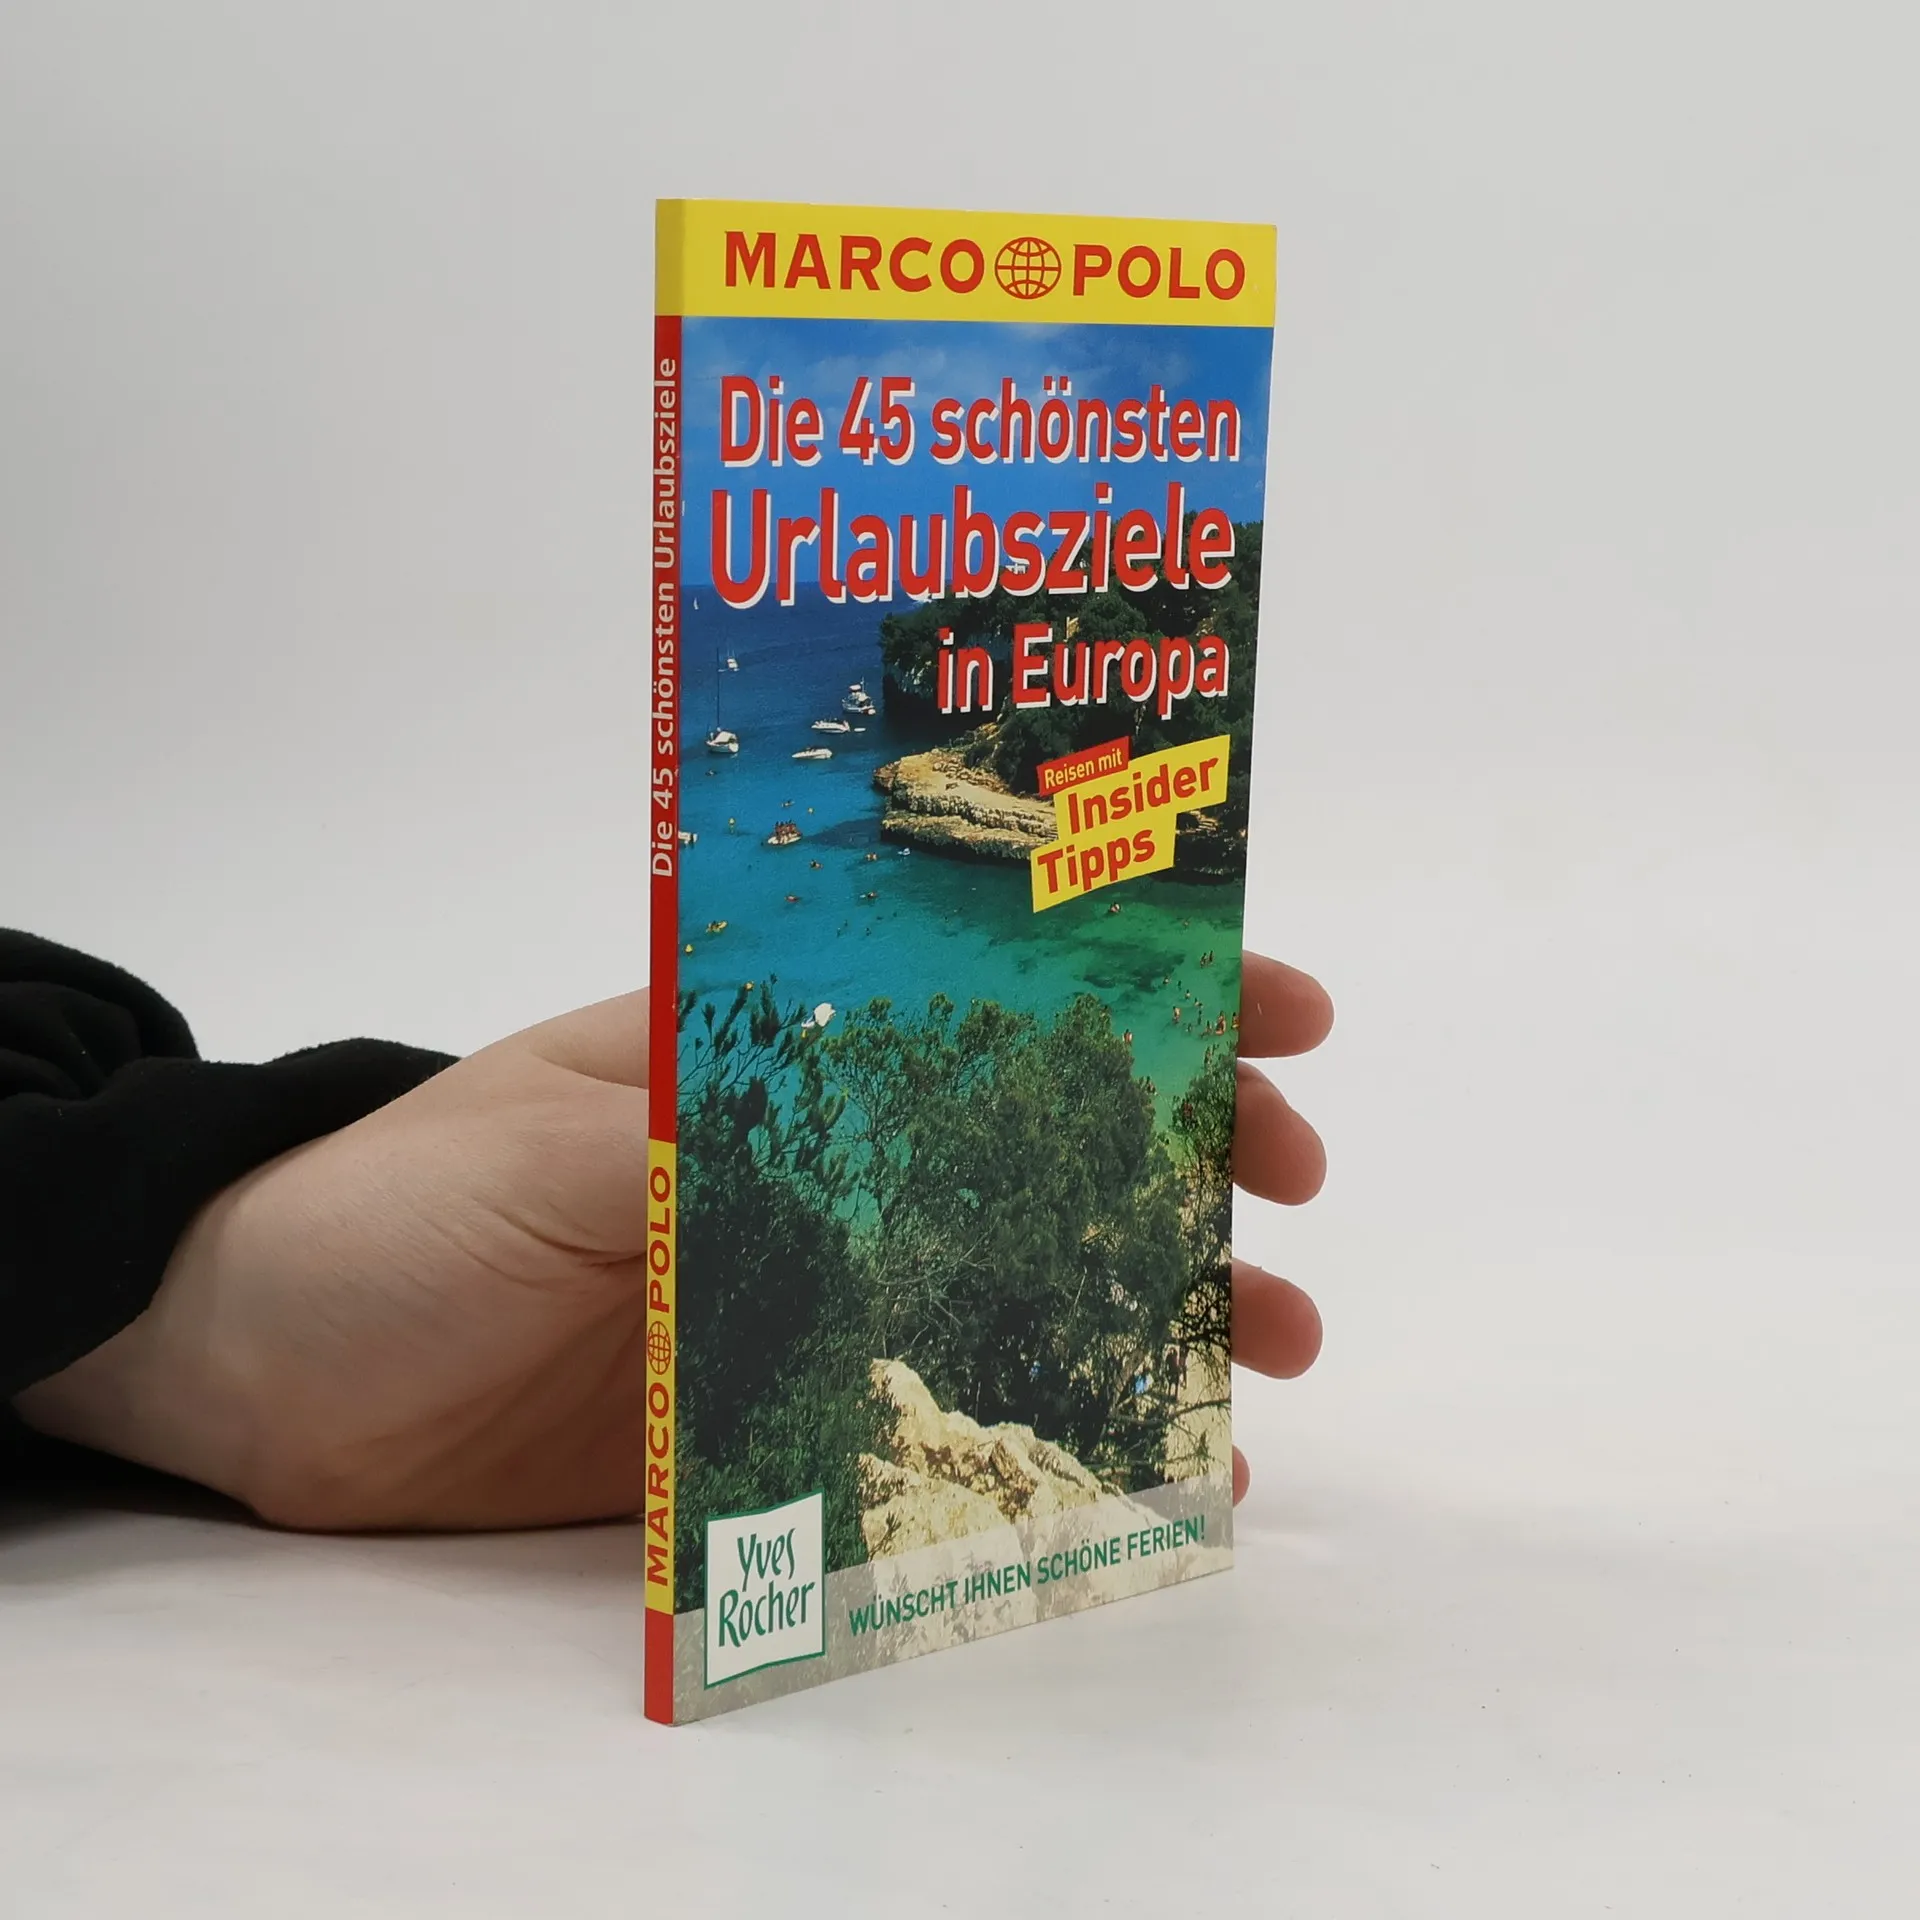 MARCO POLO
Die 45 schönsten
Urlaubsziele
in Europa
Reisen mit
Insider
Tipps
Yves
Rocher
WÜNSCHT IHNEN SCHÖNE FERIEN!
Die 45 schönsten Urlaubsziele
MARCO POLO